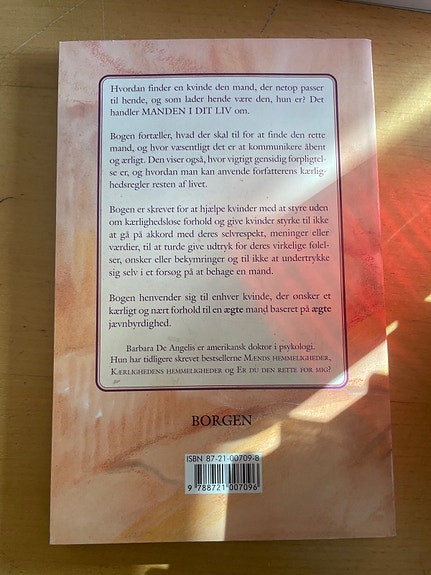 Hvordan finder en kvinde den mand, der netop passer
til hende, og som lader hende være den, hun er? Det
handler MANDEN I DIT LIV om.
Bogen fortæller, hvad der skal til for at finde den rette
mand, og hvor væsentligt det er at kommunikere åbent
og ærligt. Den viser også, hvor vigtigt gensidig forpligtel-
se er, og hvordan man kan anvende forfatterens kærlig-
hedsregler resten af livet.
Bogen er skrevet for at hjælpe kvinder med at styre uden
om kærlighedsløse forhold og give kvinder styrke til ikke
at gå på akkord med deres selvrespekt, meninger eller
værdier, til at turde give udtryk for deres virkelige følel-
ser, ønsker eller bekymringer og til ikke at undertrykke
sig selv i et forsøg på at behage en mand.
Bogen henvender sig til enhver kvinde, der ønsker et
kærligt og nært forhold til en ægte mand baseret på ægte
jævnbyrdighed.
Barbara De Angelis er amerikansk doktor i psykologi.
Hun har tidligere skrevet bestsellerne MÆNDS HEMMELIGHEDER,
KÆRLIGHEDENS HEMMELIGHEDER og ER DU DEN RETTE FOR MIG?
BORGEN
ISBN 87-21-00709-8
9 788721 007096